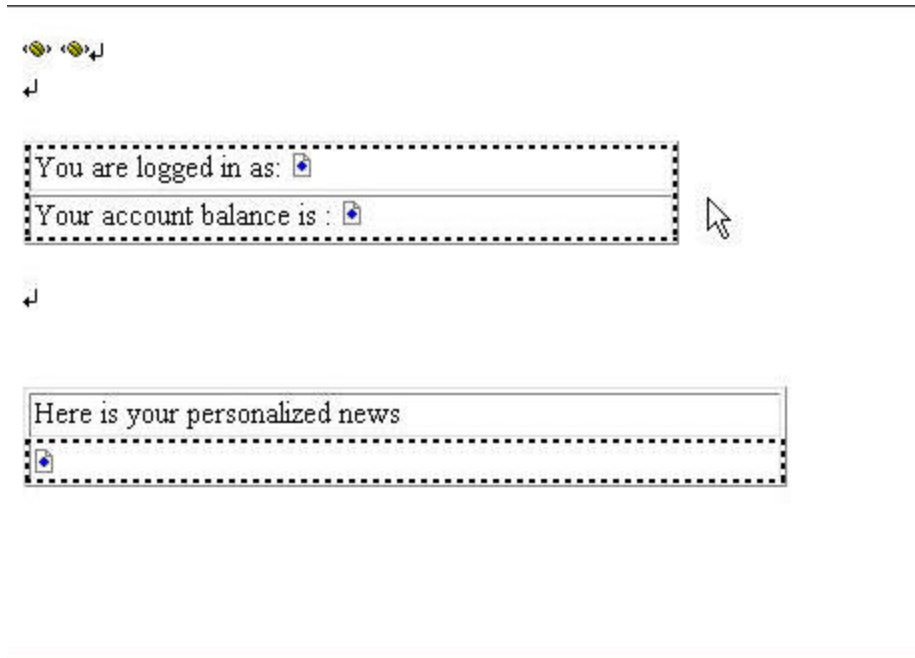 You are logged in as:
Your account balance is :
Here is your personalized news